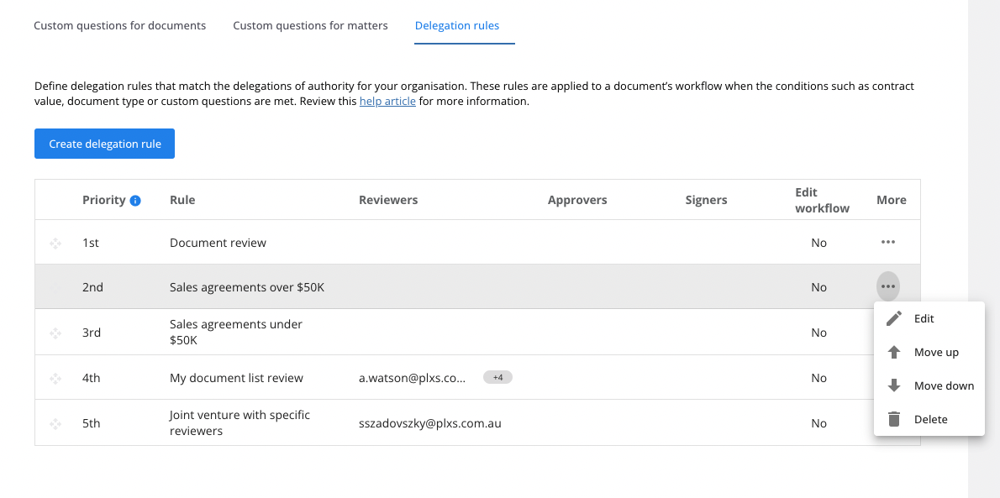 Custom questions for documents Custom questions for matters Delegation rules
Define delegation rules that match the delegations of authority for your organisation. These rules are applied to a document's workflow when the conditions such as contract
value, document type or custom questions are met. Review this help article for more information.
Create delegation rule
Priority Rule Reviewers Approvers Signers Edit workflow More
1st Document review No
2nd Sales agreements over $50K No
3rd Sales agreements under
$50K No
4th My document list review a.watson@plxs.co... +4 No
5th Joint venture with specific
reviewers sszadovszky@plxs.com.au No
Edit
Move up
Move down
Delete